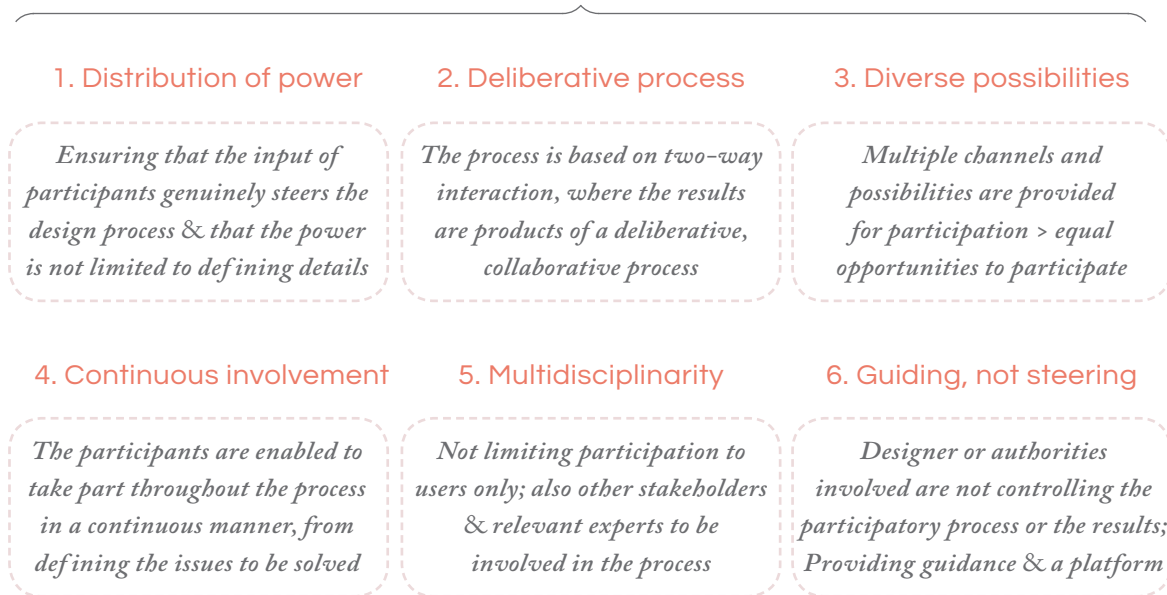 1. Distribution of power
Ensuring that the input of
participants genuinely steers the
design process & that the power
is not limited to defining details
2. Deliberative process
The process is based on two-way
interaction, where the results
are products of a deliberative,
collaborative process
3. Diverse possibilities
Multiple channels and
possibilities are provided
for participation > equal
opportunities to participate
4. Continuous involvement
The participants are enabled to
take part throughout the process
in a continuous manner, from
defining the issues to be solved
5. Multidisciplinarity
Not limiting participation to
users only; also other stakeholders
& relevant experts to be
involved in the process
6. Guiding, not steering
Designer or authorities
involved are not controlling the
participatory process or the results;
Providing guidance & a platform